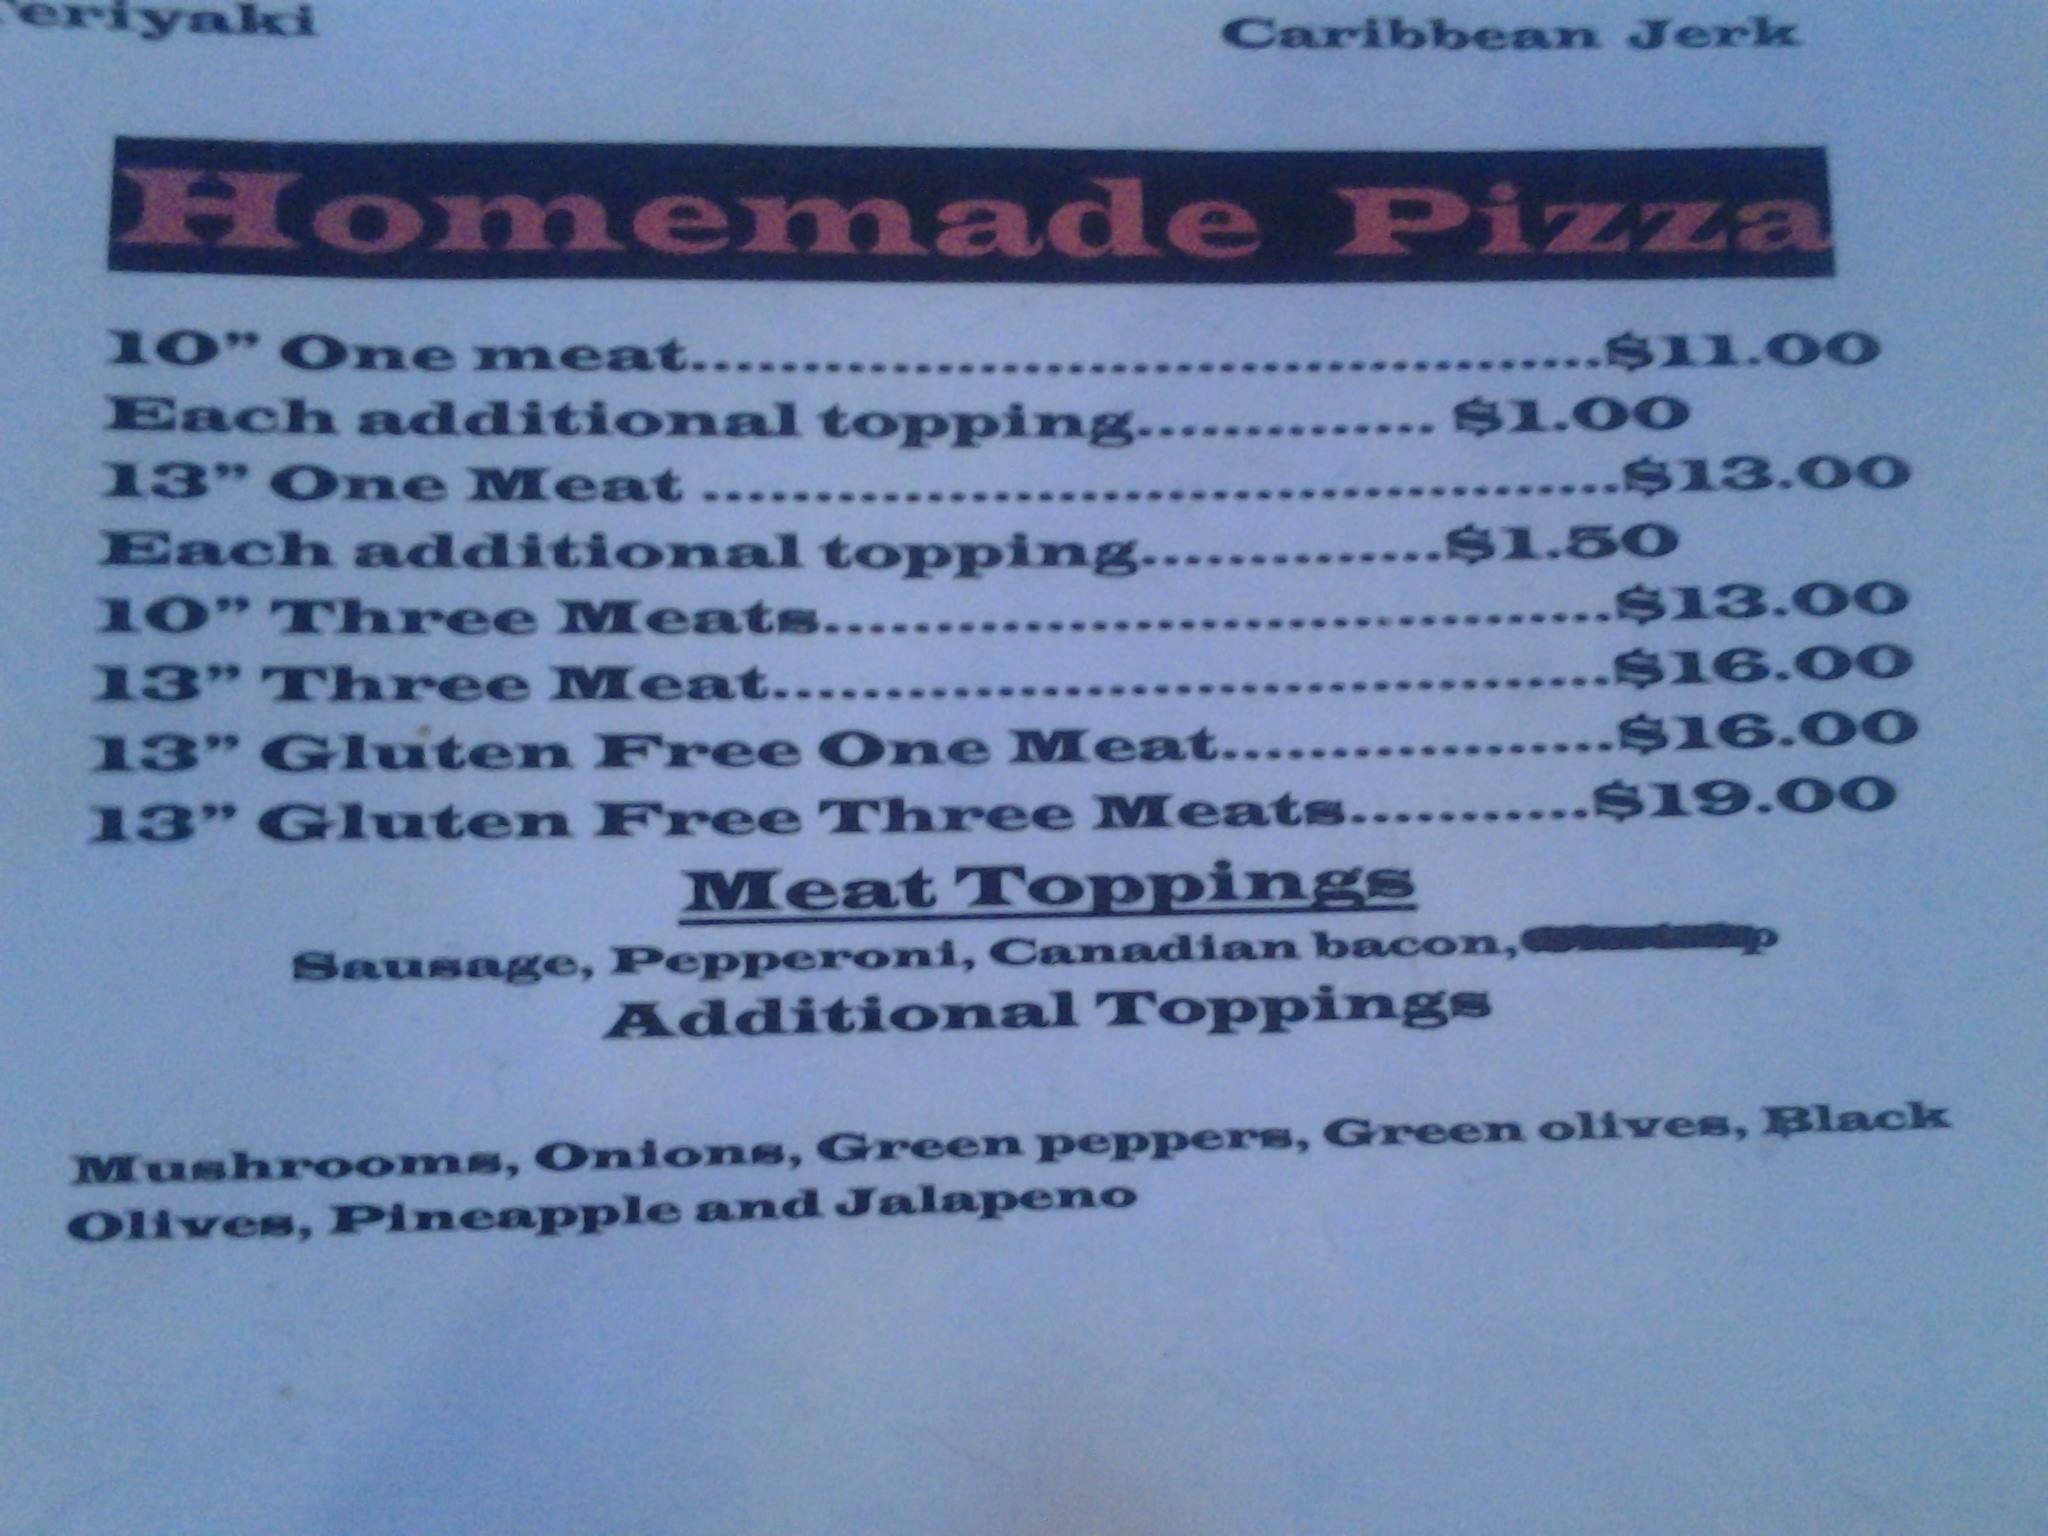 Teriyaki Caribbean Jerk
Homemade Pizza
10” One meat.........................................$11.00
Each additional topping.............. $1.00
13” One Meat .........................................$13.00
Each additional topping..............$1.50
10” Three Meats...................................$13.00
13” Three Meat.....................................$16.00
13” Gluten Free One Meat..................$16.00
13” Gluten Free Three Meats...........$19.00
Meat Toppings
Sausage, Pepperoni, Canadian bacon,
Additional Toppings
Mushrooms, Onions, Green peppers, Green olives, Black
Olives, Pineapple and Jalapeno